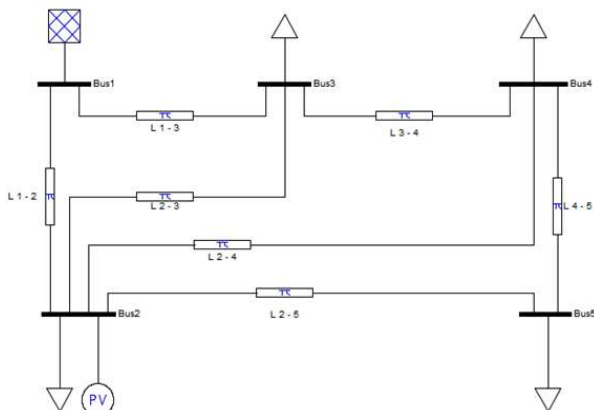 Bus1
Bus3
Bus4
π
L 1 - 3
π
L 3 - 4
L 1 - 2
π
π
L 2 - 3
π
L 4 - 5
π
L 2 - 4
π
L 2 - 5
Bus2
Bus5
PV